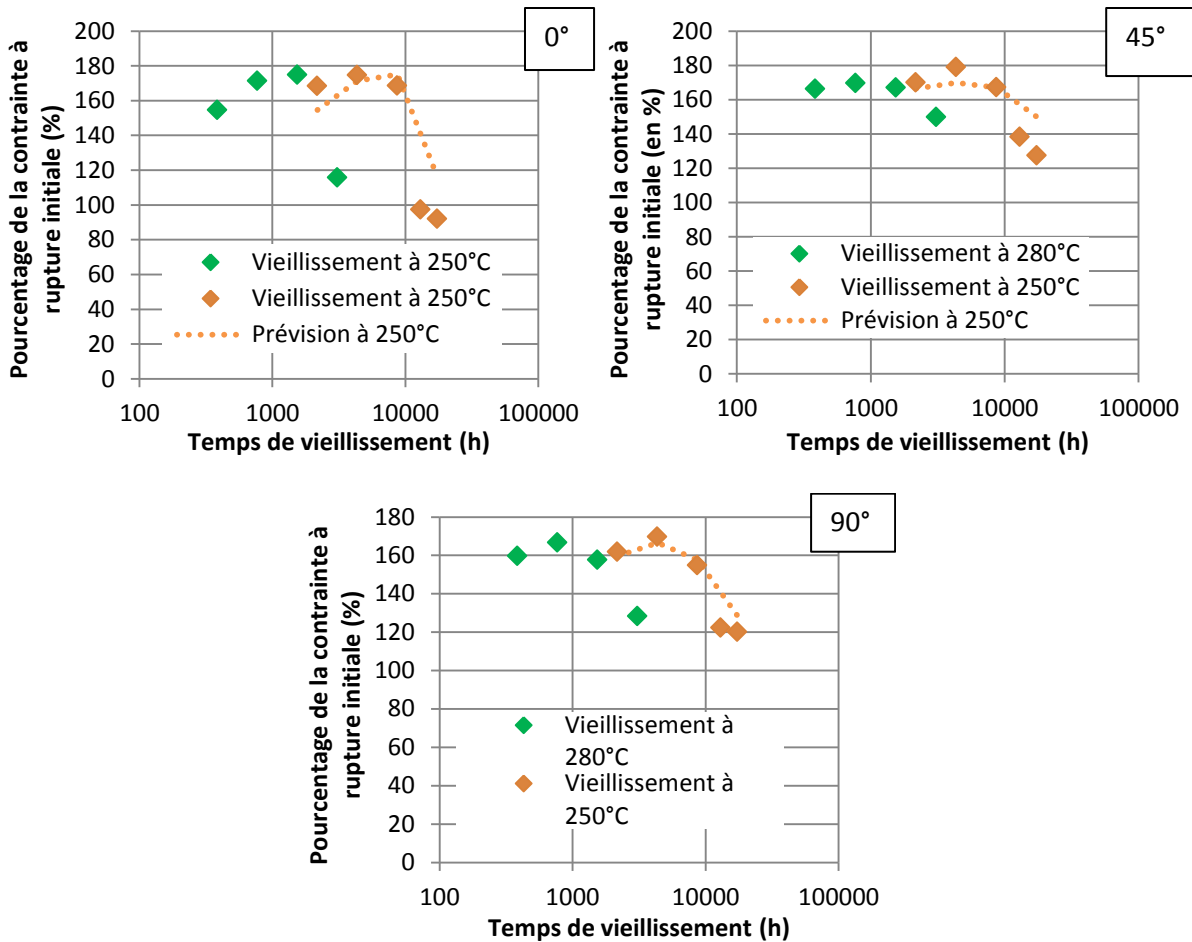 0°
Pourcentage de la contrainte à
rupture initiale (%)
200
180
160
140
120
100
80
60
40
20
0
Vieillissement à 250°C
Vieillissement à 250°C
Prévision à 250°C
100
1000
10000
100000
Temps de vieillissement (h)
45°
Pourcentage de la contrainte à
rupture initiale (en %)
200
180
160
140
120
100
80
60
40
20
0
Vieillissement à 280°C
Vieillissement à 250°C
Prévision à 250°C
100
1000
10000
100000
Temps de vieillissement (h)
90°
Pourcentage de la contrainte à
rupture initiale (%)
180
160
140
120
100
80
60
40
20
0
Vieillissement à
280°C
Vieillissement à
250°C
100
1000
10000
100000
Temps de vieillissement (h)